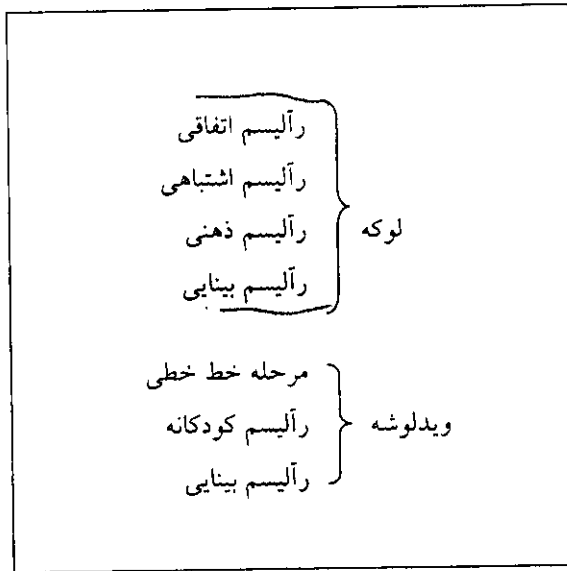 رآلیسم اتفاقی
رآلیسم اشتباهی
لوکه
رآلیسم ذهنی
رآلیسم بینایی
مرحله خط خطی
ویدلوشه
رآلیسم کودکانه
رآلیسم بینایی